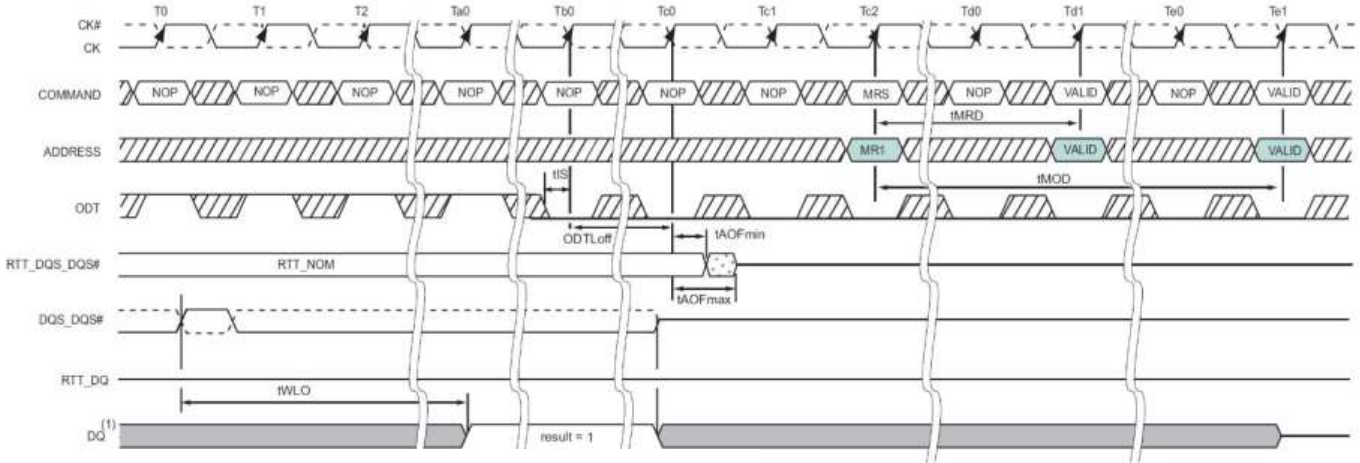 T0 T1 T2 Ta0 Tb0 Tc0 Tc1 Tc2 Td0 Td1 Te0 Te1
CK#
CK
COMMAND NOP NOP NOP NOP NOP NOP NOP MRS NOP VALID NOP VALID
tMRD
ADDRESS MR1 VALID VALID
tIS
tMOD
ODT
ODTLoff tAOFmin
RTT_DQS_DQS# RTT_NOM
tAOFmax
DQS_DQS#
RTT_DQ
tWLO
DQ(1) result = 1